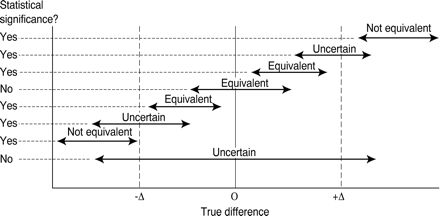 Statistical
significance?
Yes Not equivalent
Yes Uncertain
Yes Equivalent
No Equivalent
Yes Equivalent
Yes Uncertain
Yes Not equivalent
No Uncertain
-Δ O +Δ
True difference